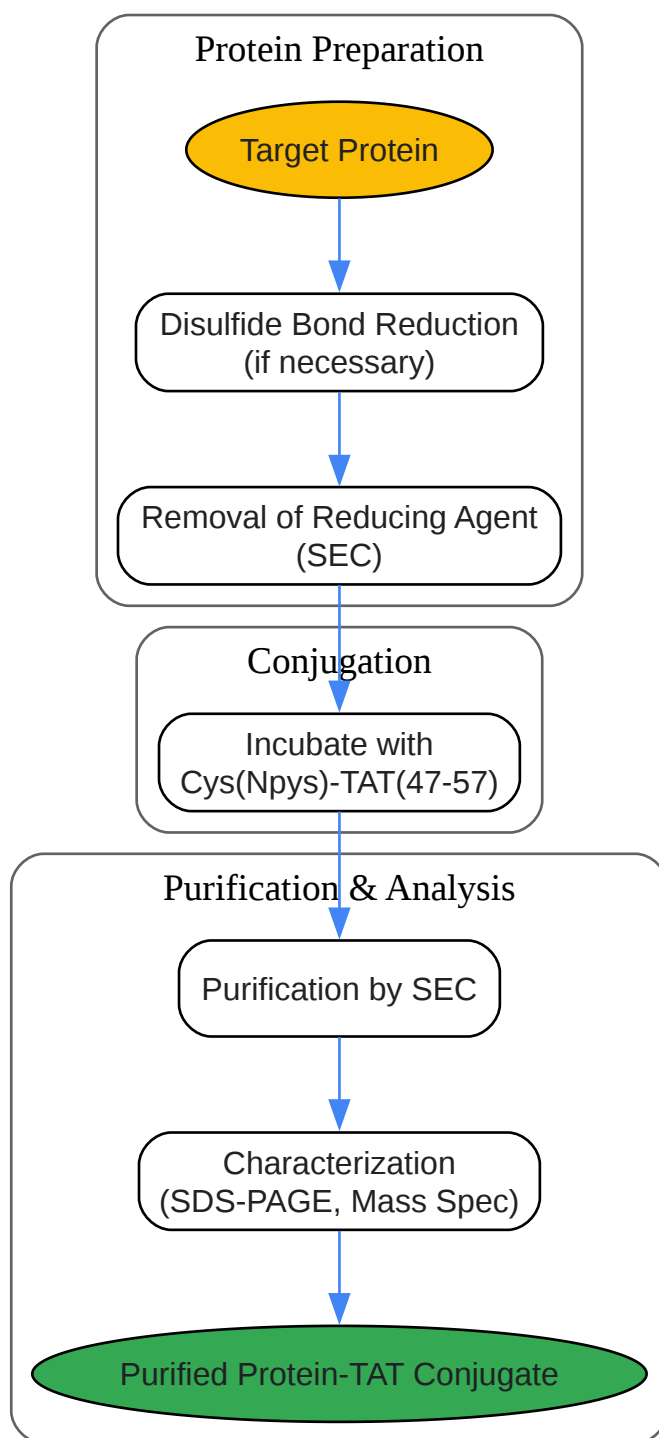 Protein Preparation
Target Protein
Disulfide Bond Reduction
(if necessary)
Removal of Reducing Agent
(SEC)
Conjugation
Incubate with
Cys(Npys)-TAT(47-57)
Purification & Analysis
Purification by SEC
Characterization
(SDS-PAGE, Mass Spec)
Purified Protein-TAT Conjugate